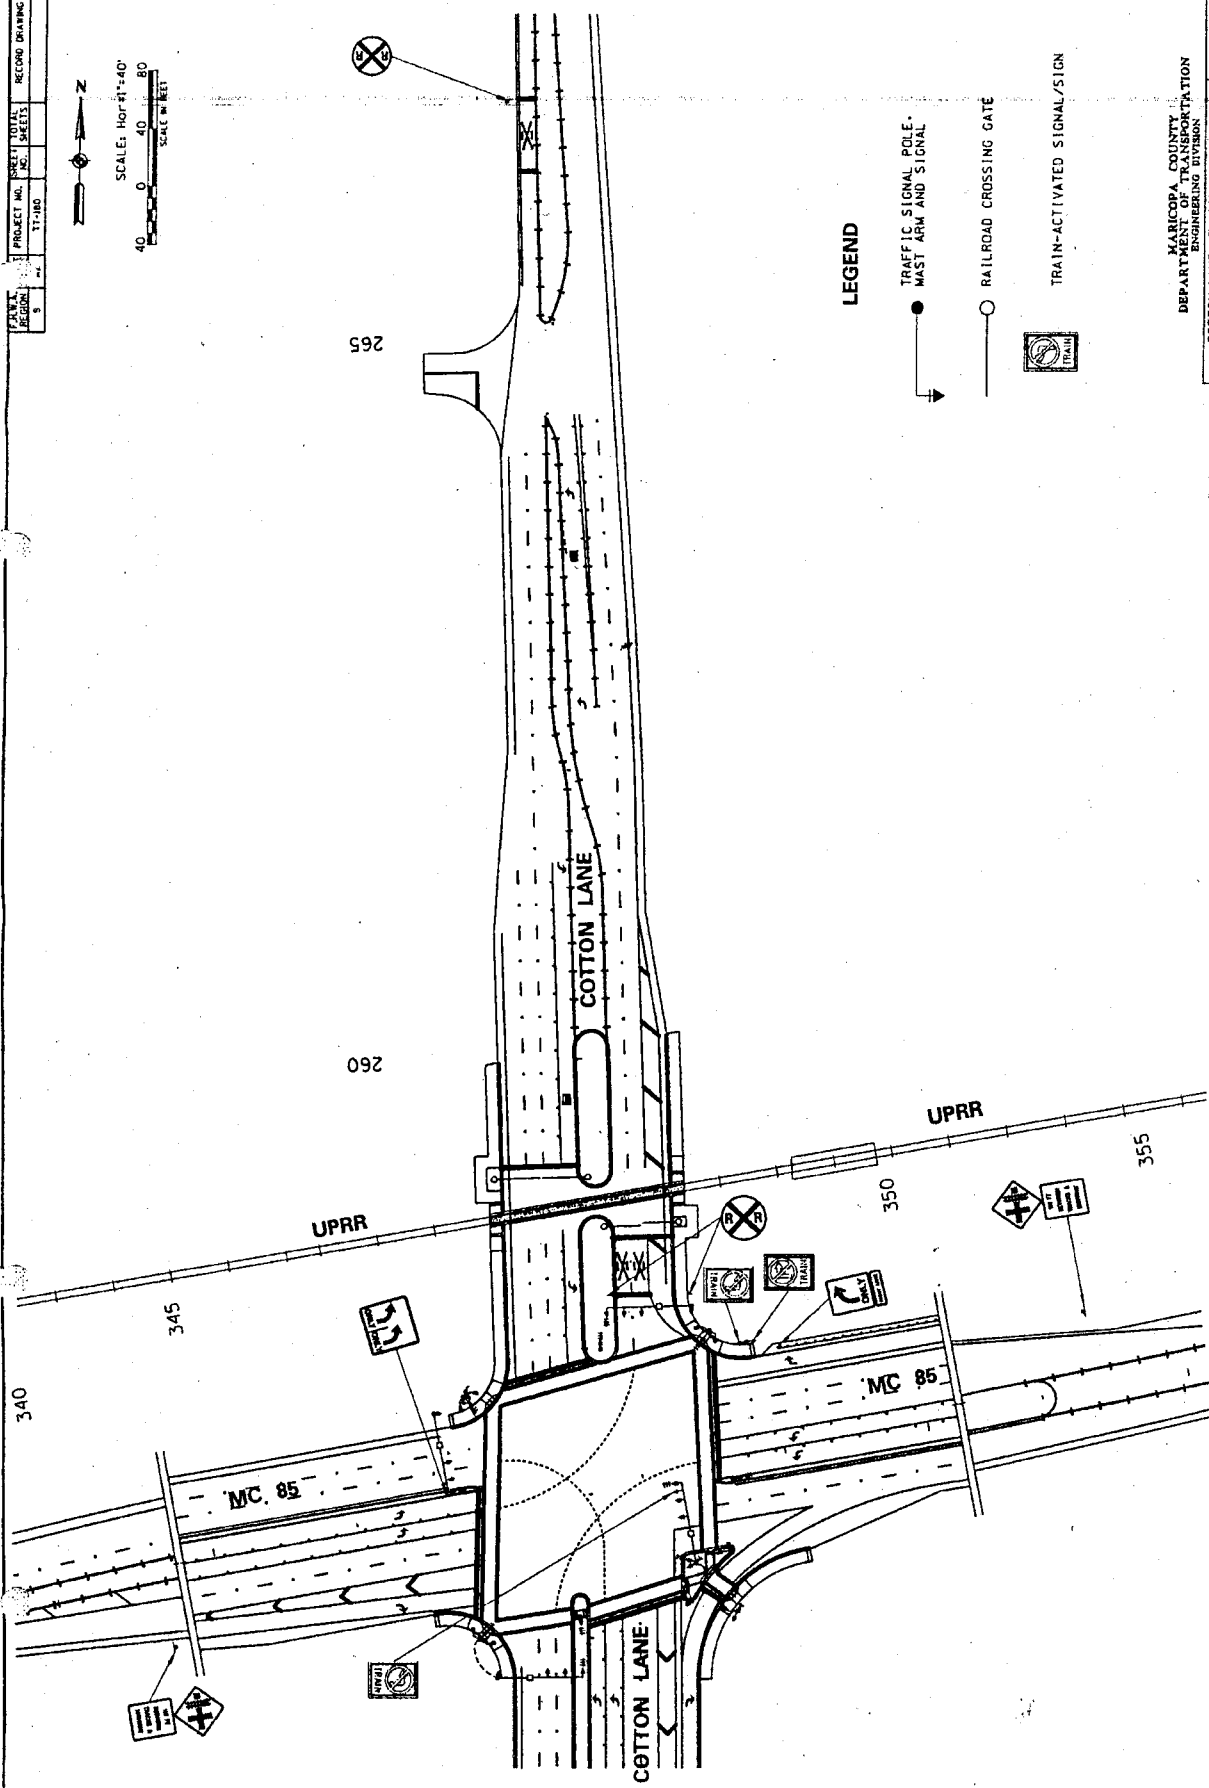 F.H.W.A. REGION
PROJECT NO.
SHEET NO.
TOTAL SHEETS
RECORD DRAWING
9
TT-180
N
SCALE: Hor #1"=40'
40 0 40 80
SCALE IN FEET
265
260
LEGEND
TRAFFIC SIGNAL POLE,
MAST ARM AND SIGNAL
RAILROAD CROSSING GATE
TRAIN-ACTIVATED SIGNAL/SIGN
TRAIN
MARICOPA COUNTY
DEPARTMENT OF TRANSPORTATION
ENGINEERING DIVISION
COTTON LANE
UPRR
UPRR
340
345
350
355
R R
TRAIN
TRAIN
ONLY
ONLY
MC 85
MC. 85
TRAIN
COTTON LANE